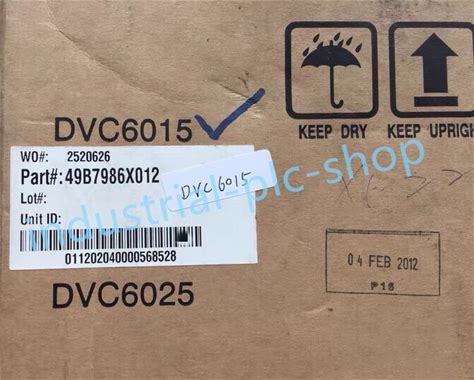 DVC6015
KEEP DRY
KEEP UPRIGH
WO#: 2520626
Part#: 49B7986X012
DVC6015
Lot#:
Unit ID:
industrial-plc-shop
011202040000568528
04 FEB 2012
P16
DVC6025